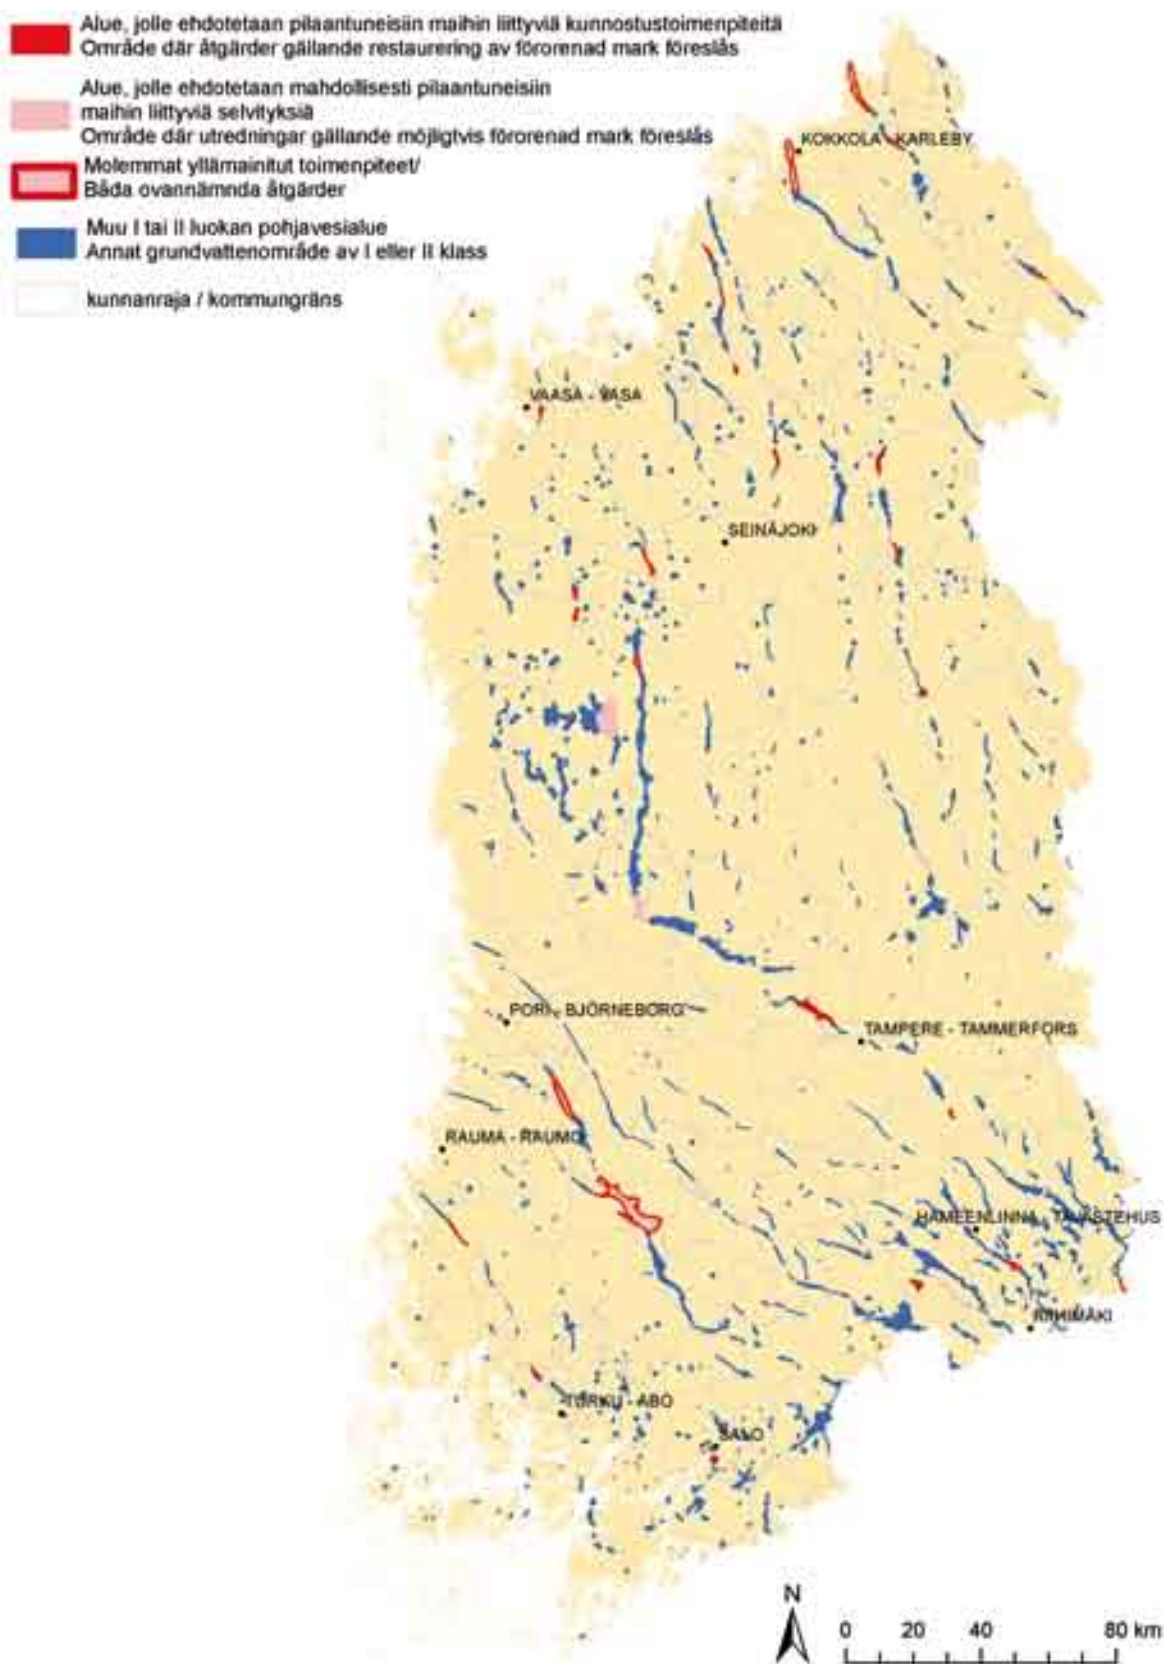 Alue, jolle ehdotetaan pilaantuneisiin maihin liittyviä kunnostustoimenpiteitä
Område där åtgärder gällande restaurering av förorenad mark föreslås
Alue, jolle ehdotetaan mahdollisesti pilaantuneisiin
maihin liittyviä selvityksiä
Område där utredningar gällande möjligtvis förorenad mark föreslås
Molemmat yllämainitut toimenpiteet/
Båda ovannämnda åtgärder
Muu I tai II luokan pohjavesialue
Annat grundvattenområde av I eller II klass
kunnanraja / kommungräns
KOKKOLA - KARLEBY
VAASA - VASA
SEINÄJOKI
PORI - BJÖRNEBORG
TAMPERE - TAMMERFORS
RAUMA - RAUMO
HÄMEENLINNA - TAVASTEHUS
RIIHIMÄKI
TURKU - ÅBO
SALO
N
0 20 40 80 km